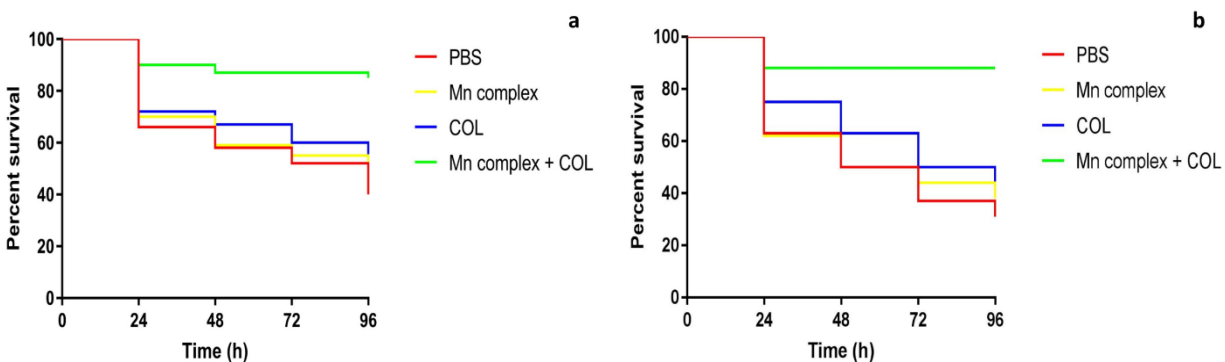 a
100
80
60
40
20
0
Percent survival
0 24 48 72 96
Time (h)
PBS
Mn complex
COL
Mn complex + COL
b
100
80
60
40
20
0
Percent survival
0 24 48 72 96
Time (h)
PBS
Mn complex
COL
Mn complex + COL